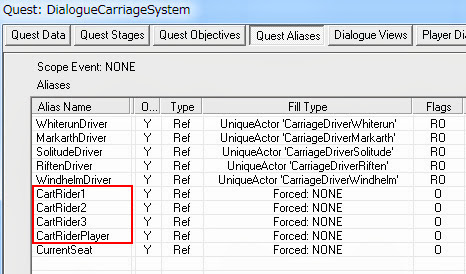 Quest: DialogueCarriageSystem
Quest Data Quest Stages Quest Objectives Quest Aliases Dialogue Views Player Di
Scope Event: NONE
Aliases
Alias Name O... Type Fill Type Flags
WhiterunDriver Y Ref UniqueActor 'CarriageDriverWhiterun' RO
MarkarthDriver Y Ref UniqueActor 'CarriageDriverMarkarth' RO
SolitudeDriver Y Ref UniqueActor 'CarriageDriverSolitude' RO
RiftenDriver Y Ref UniqueActor 'CarriageDriverRiften' RO
WindhelmDriver Y Ref UniqueActor 'CarriageDriverWindhelm' RO
CartRider1 Y Ref Forced: NONE O
CartRider2 Y Ref Forced: NONE O
CartRider3 Y Ref Forced: NONE O
CartRiderPlayer Y Ref Forced: NONE O
CurrentSeat Y Ref Forced: NONE O